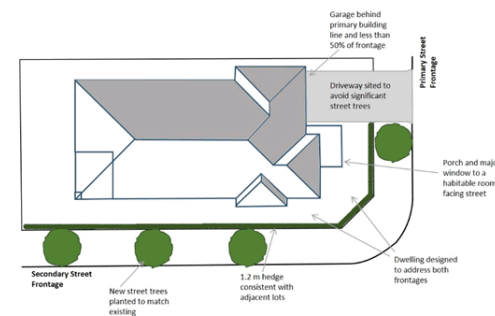 Garage behind
primary building
line and less than
50% of frontage
Primary Street
Frontage
Driveway sited to
avoid significant
street trees
Porch and majo
window to a
habitable room
facing street
Dwelling designed
to address both
frontages
1.2 m hedge
consistent with
adjacent lots
Secondary Street
Frontage
New street trees
planted to match
existing